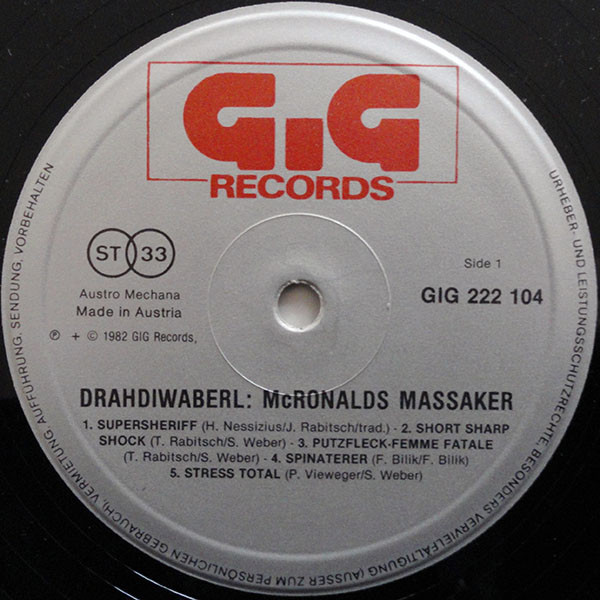 GiG
RECORDS
ST 33
Side 1
Austro Mechana
Made in Austria
GIG 222 104
℗ + © 1982 GIG Records,
DRAHDIWABERL: McRONALDS MASSAKER
1. SUPERSHERIFF (H. Nessizius/J. Rabitsch/trad.) - 2. SHORT SHARP
SHOCK (T. Rabitsch/S. Weber) - 3. PUTZFLECK-FEMME FATALE
(T. Rabitsch/S. Weber) - 4. SPINATERER (F. Bilik/F. Bilik)
5. STRESS TOTAL (P. Vieweger/S. Weber)
URHEBER- UND LEISTUNGSSCHUTZRECHTE, BESONDERS VERVIELFÄLTIGUNG (AUSSER ZUM PERSÖNLICHEN GEBRAUCH), VERMIETUNG, AUFFÜHRUNG, SENDUNG, VORBEHALTEN